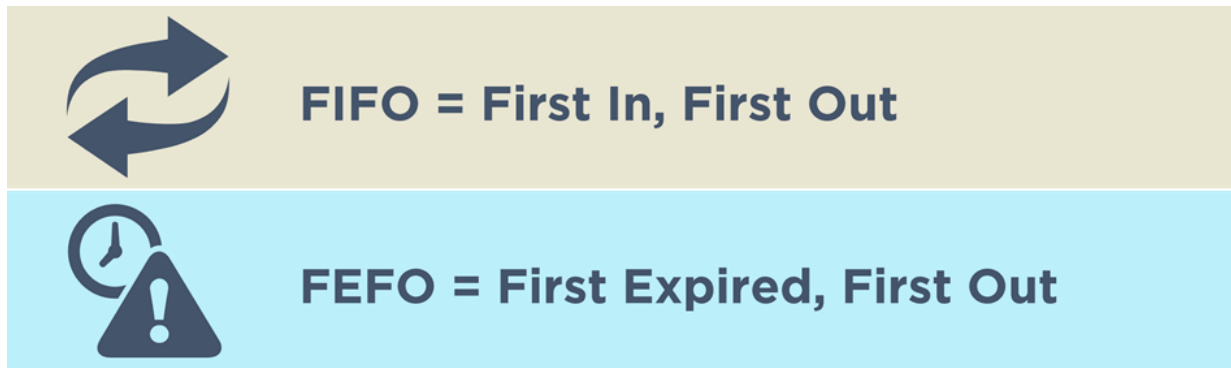 FIFO = First In, First Out
FEFO = First Expired, First Out